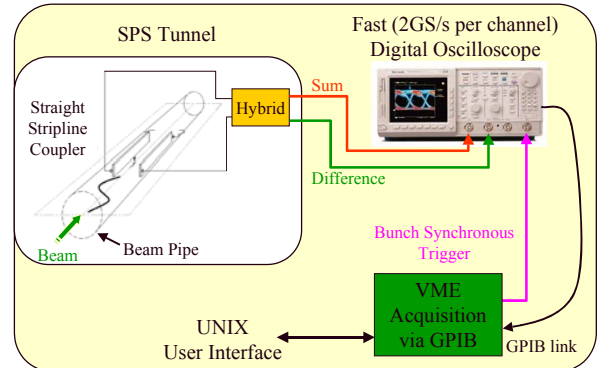 SPS Tunnel
Fast (2GS/s per channel)
Digital Oscilloscope
Straight
Stripline
Coupler
Hybrid
Sum
Difference
Beam
Beam Pipe
Bunch Synchronous
Trigger
VME
Acquisition
via GPIB
UNIX
User Interface
GPIB link